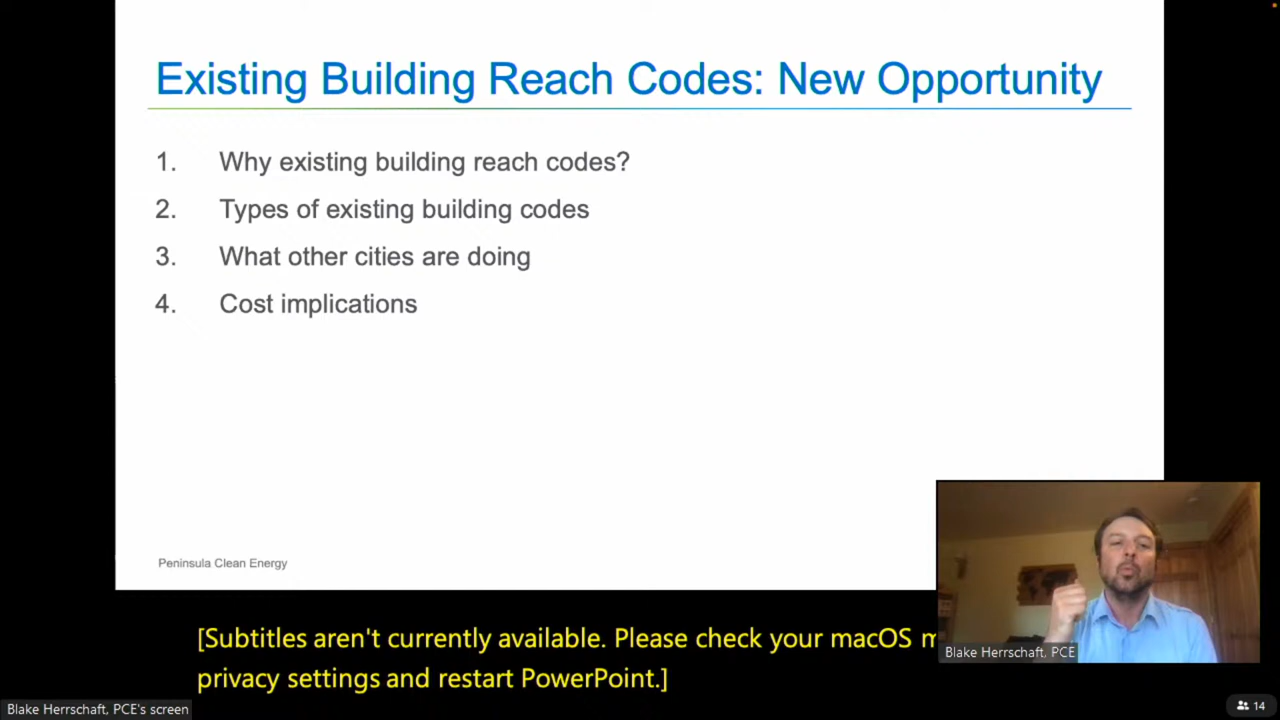 Existing Building Reach Codes: New Opportunity
1. Why existing building reach codes?
2. Types of existing building codes
3. What other cities are doing
4. Cost implications
Peninsula Clean Energy
[Subtitles aren't currently available. Please check your macOS
privacy settings and restart PowerPoint.]
Blake Herrschaft, PCE
Blake Herrschaft, PCE's screen
14